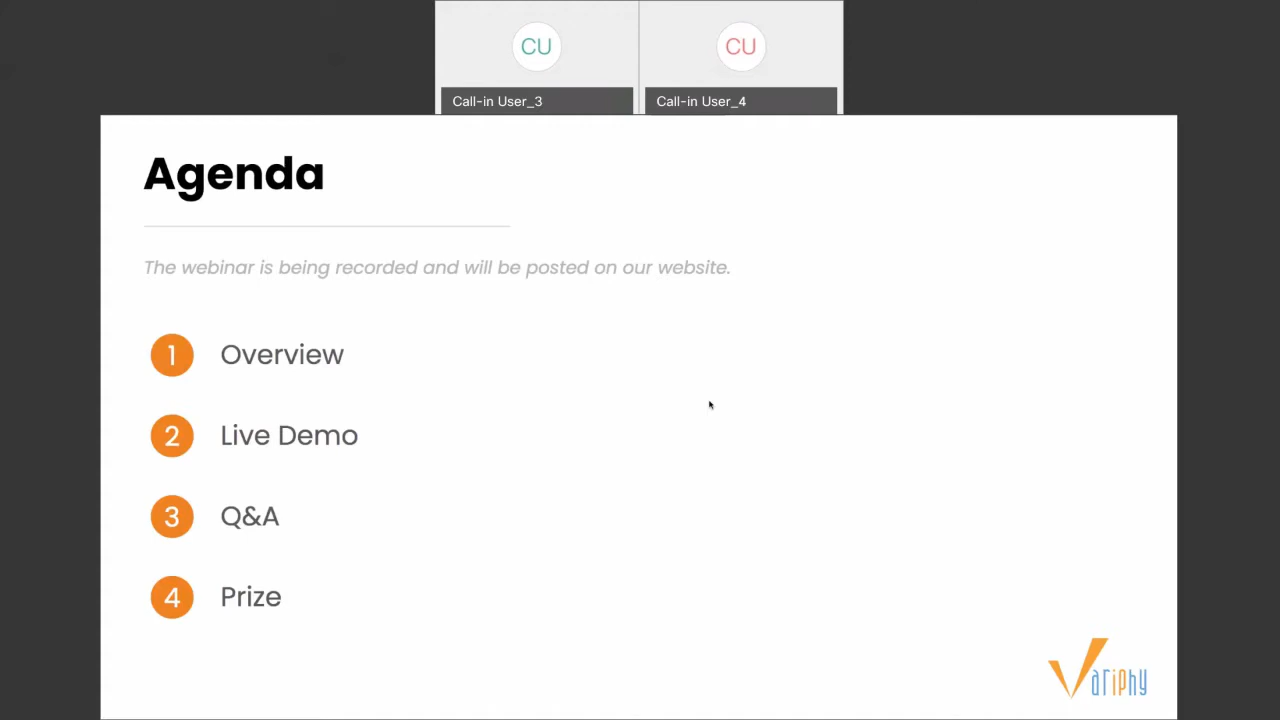 CU
CU
Call-in User_3
Call-in User_4
Agenda
The webinar is being recorded and will be posted on our website.
1 Overview
2 Live Demo
3 Q&A
4 Prize
Variphy